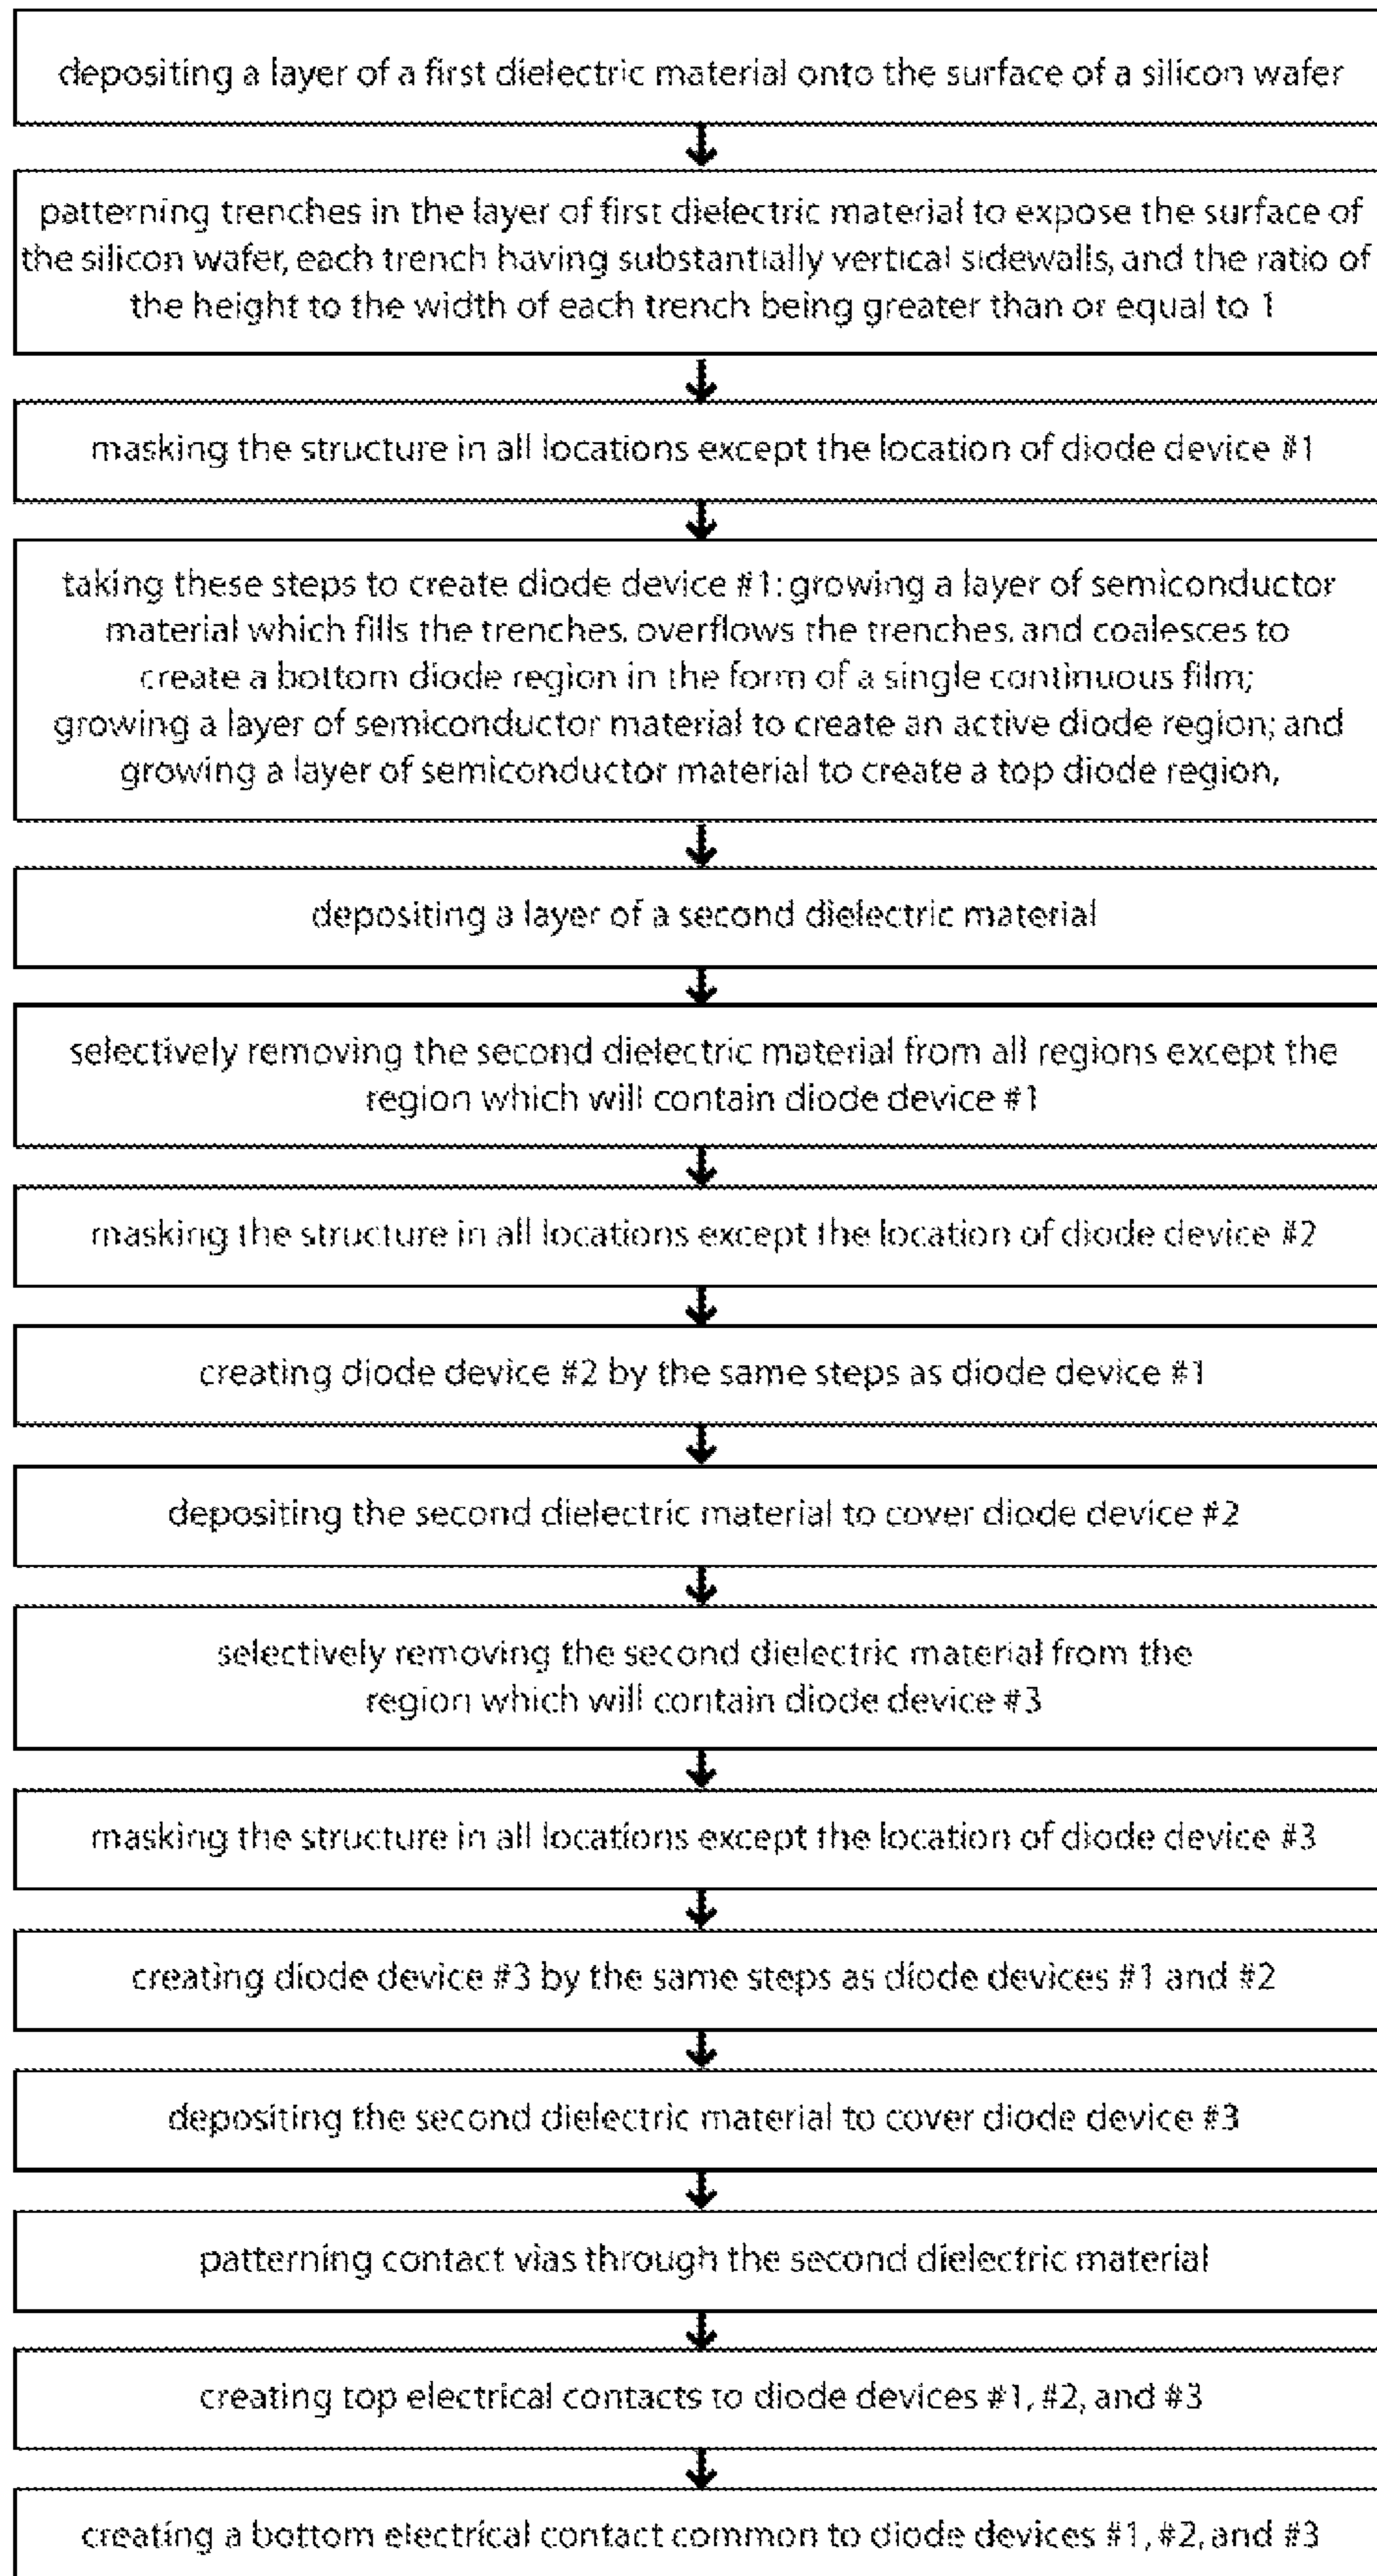 depositing a layer of a first dielectric material onto the surface of a silicon wafer
patterning trenches in the layer of first dielectric material to expose the surface of
the silicon wafer, each trench having substantially vertical sidewalls, and the ratio of
the height to the width of each trench being greater than or equal to 1
masking the structure in all locations except the location of diode device #1
taking these steps to create diode device #1: growing a layer of semiconductor
material which fills the trenches, overflows the trenches, and coalesces to
create a bottom diode region in the form of a single continuous film;
growing a layer of semiconductor material to create an active diode region; and
growing a layer of semiconductor material to create a top diode region,
depositing a layer of a second dielectric material
selectively removing the second dielectric material from all regions except the
region which will contain diode device #1
masking the structure in all locations except the location of diode device #2
creating diode device #2 by the same steps as diode device #1
depositing the second dielectric material to cover diode device #2
selectively removing the second dielectric material from the
region which will contain diode device #3
masking the structure in all locations except the location of diode device #3
creating diode device #3 by the same steps as diode devices #1 and #2
depositing the second dielectric material to cover diode device #3
patterning contact vias through the second dielectric material
creating top electrical contacts to diode devices #1, #2, and #3
creating a bottom electrical contact common to diode devices #1, #2, and #3